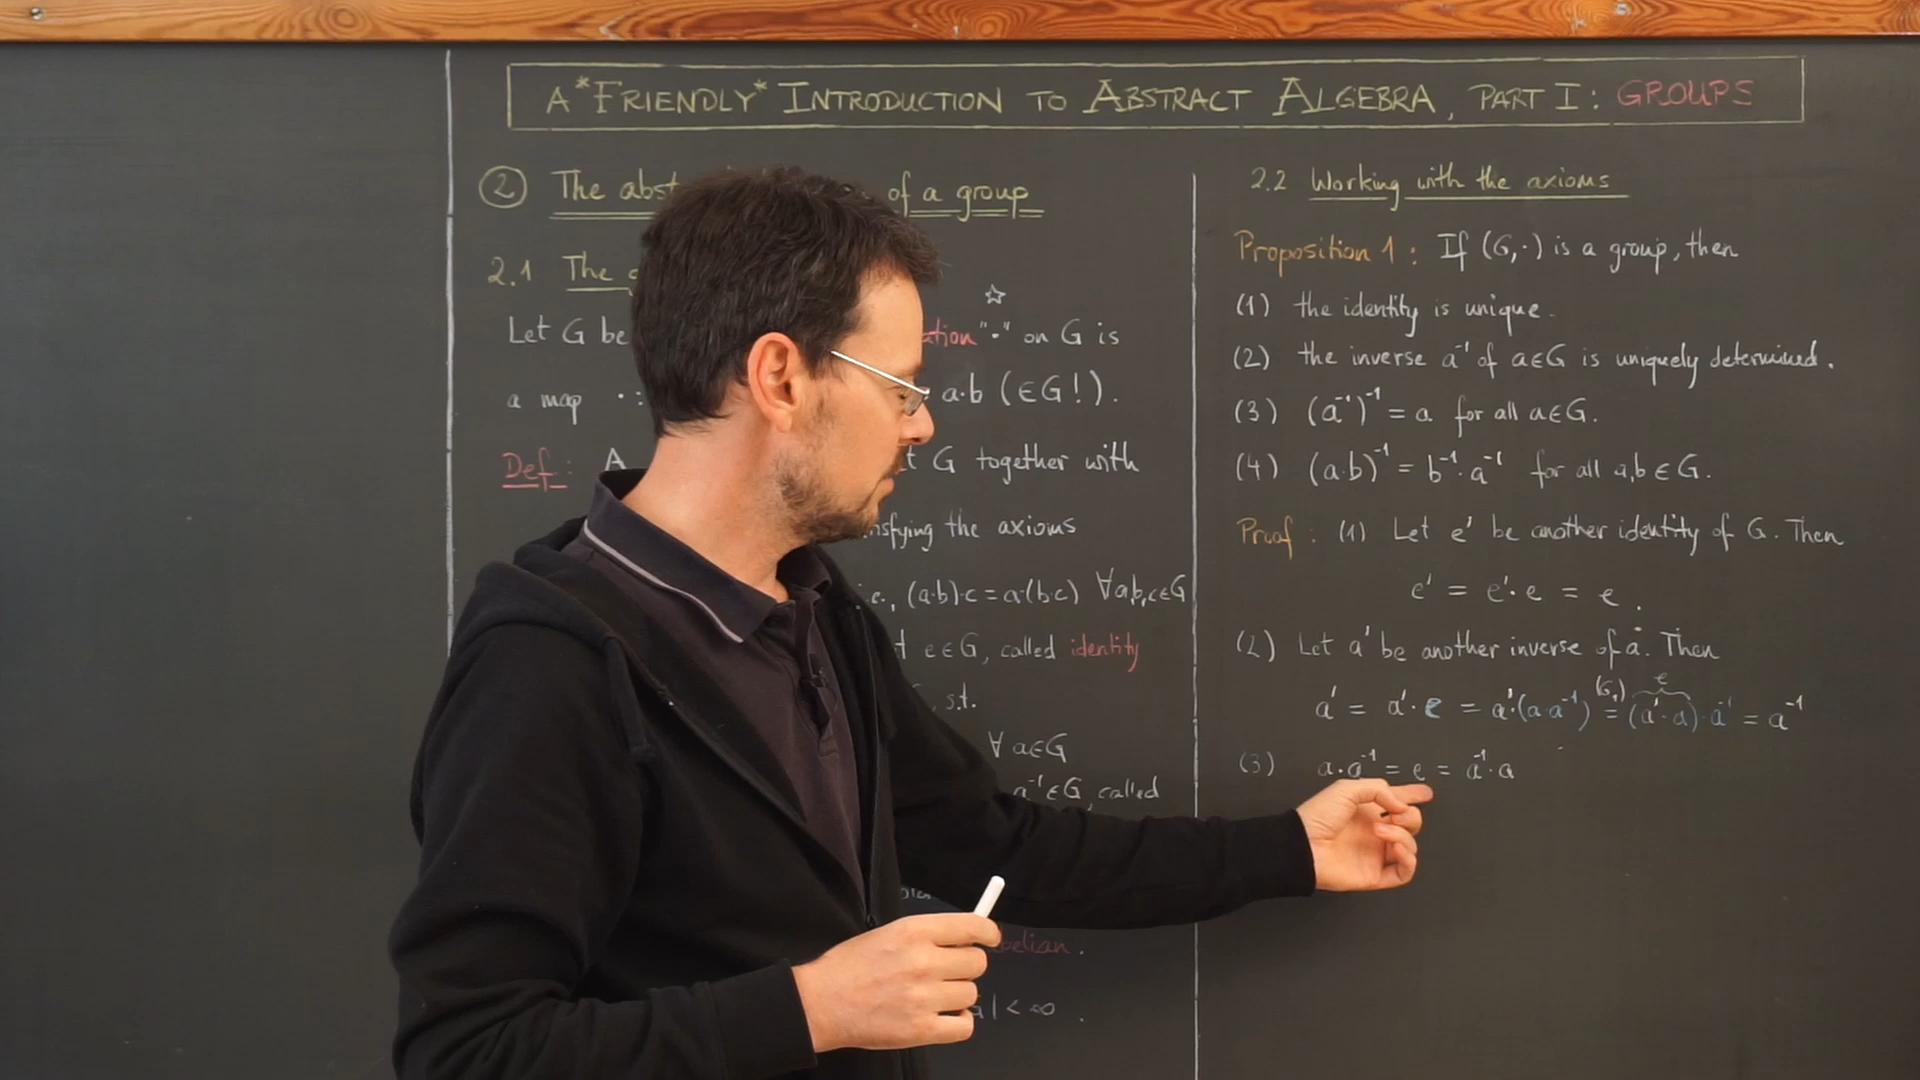 A *FRIENDLY* INTRODUCTION TO ABSTRACT ALGEBRA, PART I: GROUPS
② The of a group
2.1 The
☆
Let G be "·" on G is
a map · : a·b (∈G!).
Def: A G together with
the axioms
(a·b)·c = a·(b·c) ∀a,b,c∈G
e∈G, called identity
, s.t.
∀ a∈G
a⁻¹∈G, called
| < ∞ .
2.2 Working with the axioms
Proposition 1: If (G,·) is a group, then
(1) the identity is unique.
(2) the inverse a⁻¹ of a∈G is uniquely determined.
(3) (a⁻¹)⁻¹ = a for all a∈G.
(4) (a·b)⁻¹ = b⁻¹·a⁻¹ for all a,b∈G.
Proof: (1) Let e' be another identity of G. Then
e' = e'·e = e.
(2) Let a' be another inverse of a. Then
e
a' = a'·e = a'·(a·a⁻¹) (G₁)= (a'·a)·a⁻¹ = a⁻¹
(3) a·a⁻¹ = e = a⁻¹·a